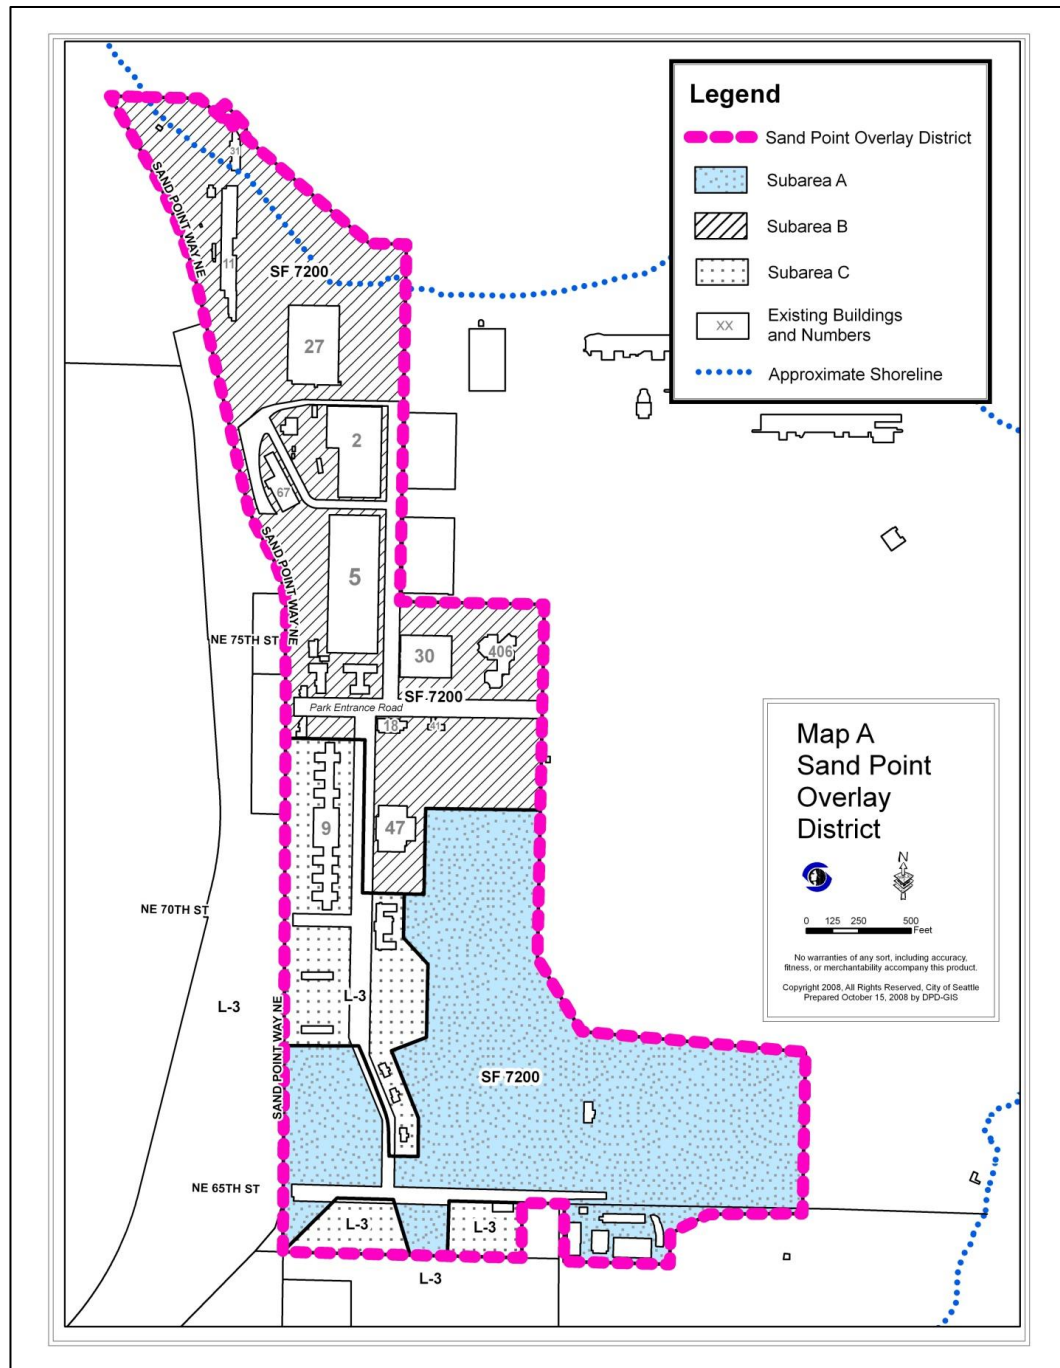 Legend
Sand Point Overlay District
Subarea A
Subarea B
Subarea C
XX
Existing Buildings
and Numbers
Approximate Shoreline
31
SAND POINT WAY NE
11
SF 7200
27
2
67
SAND POINT WAY NE
5
NE 75TH ST
30
406
SF 7200
Park Entrance Road
18
41
9
47
NE 70TH ST
L-3
L-3
SAND POINT WAY NE
SF 7200
NE 65TH ST
L-3
L-3
L-3
Map A
Sand Point
Overlay
District
N
0 125 250 500
Feet
No warranties of any sort, including accuracy,
fitness, or merchantability accompany this product.
Copyright 2008, All Rights Reserved, City of Seattle
Prepared October 15, 2008 by DPD-GIS